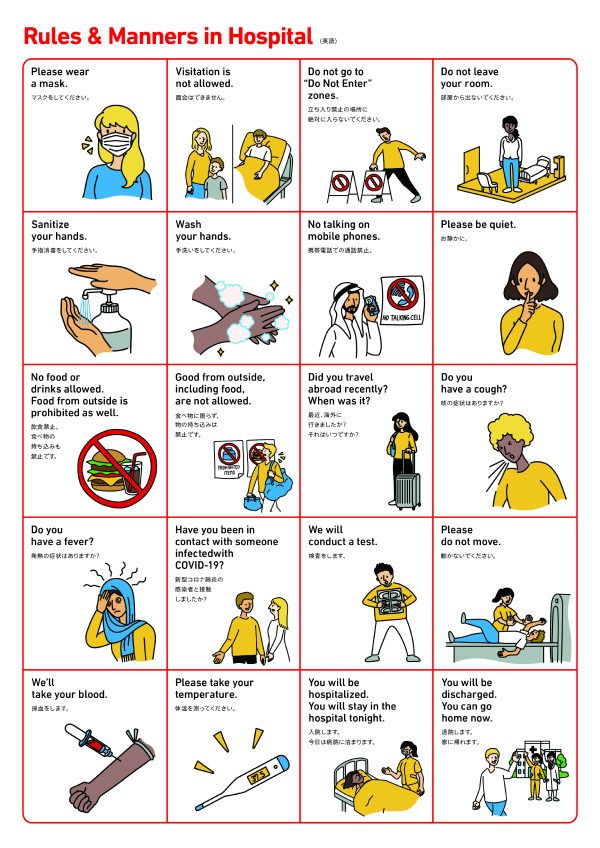 Rules & Manners in Hospital (英語)
Please wear
a mask.
マスクをしてください。
Visitation is
not allowed.
面会はできません。
Do not go to
“Do Not Enter”
zones.
立ち入り禁止の場所に
絶対に入らないでください。
Do not leave
your room.
部屋から出ないでください。
Sanitize
your hands.
手指消毒をしてください。
Wash
your hands.
手洗いをしてください。
No talking on
mobile phones.
携帯電話での通話禁止。
NO TALKING CELL
Please be quiet.
お静かに。
No food or
drinks allowed.
Food from outside is
prohibited as well.
飲食禁止。
食べ物の
持ち込みも
禁止です。
Good from outside,
including food,
are not allowed.
食べ物に限らず、
物の持ち込みは
禁止です。
PROHIBITED
ITEMS
Did you travel
abroad recently?
When was it?
最近、海外に
行きましたか?
それはいつですか?
Do you
have a cough?
咳の症状はありますか?
Do you
have a fever?
発熱の症状はありますか?
Have you been in
contact with someone
infectedwith
COVID-19?
新型コロナ肺炎の
感染者と接触
しましたか?
We will
conduct a test.
検査をします。
Please
do not move.
動かないでください。
We’ll
take your blood.
採血をします。
Please take your
temperature.
体温を測ってください。
37.5
You will be
hospitalized.
You will stay in the
hospital tonight.
入院します。
今日は病院に泊まります。
You will be
discharged.
You can go
home now.
退院します。
家に帰れます。